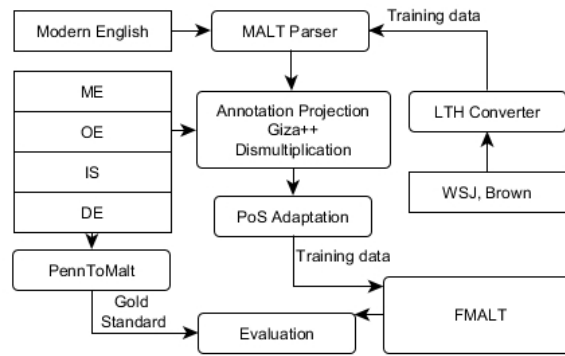 Modern English
MALT Parser
Training data
ME
OE
IS
DE
Annotation Projection
Giza++
Dismultiplication
LTH Converter
WSJ, Brown
PoS Adaptation
PennToMalt
Training data
Gold
Standard
Evaluation
FMALT